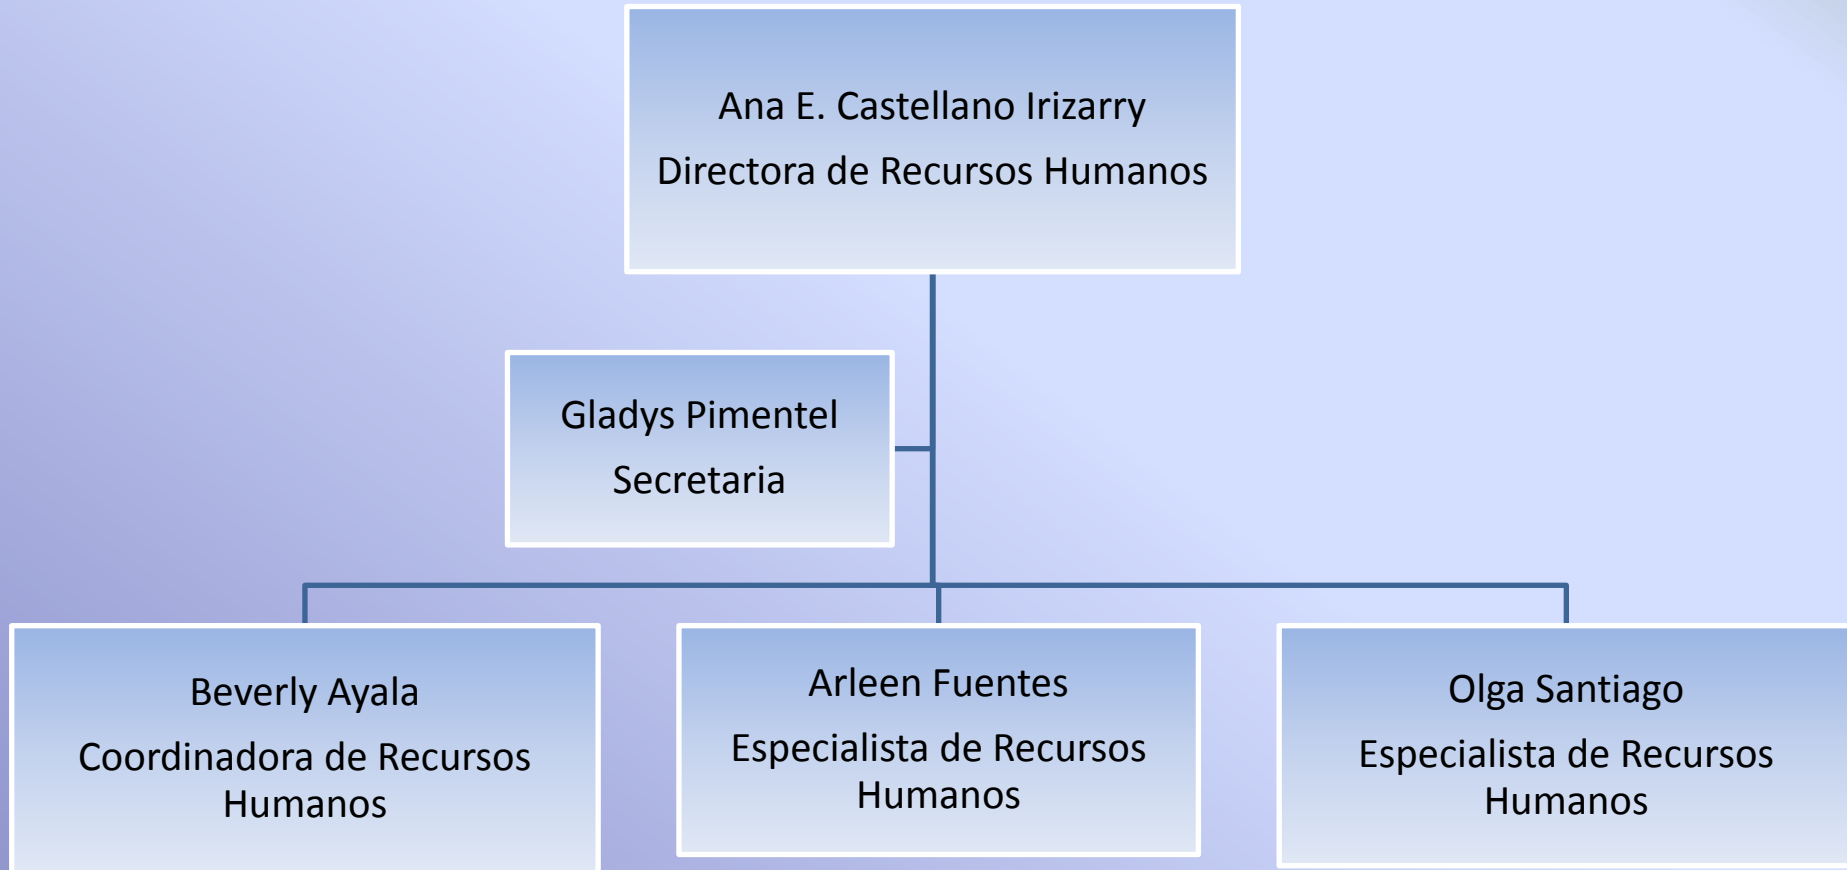 Ana E. Castellano Irizarry
Directora de Recursos Humanos
Gladys Pimentel
Secretaria
Beverly Ayala
Coordinadora de Recursos
Humanos
Arleen Fuentes
Especialista de Recursos
Humanos
Olga Santiago
Especialista de Recursos
Humanos